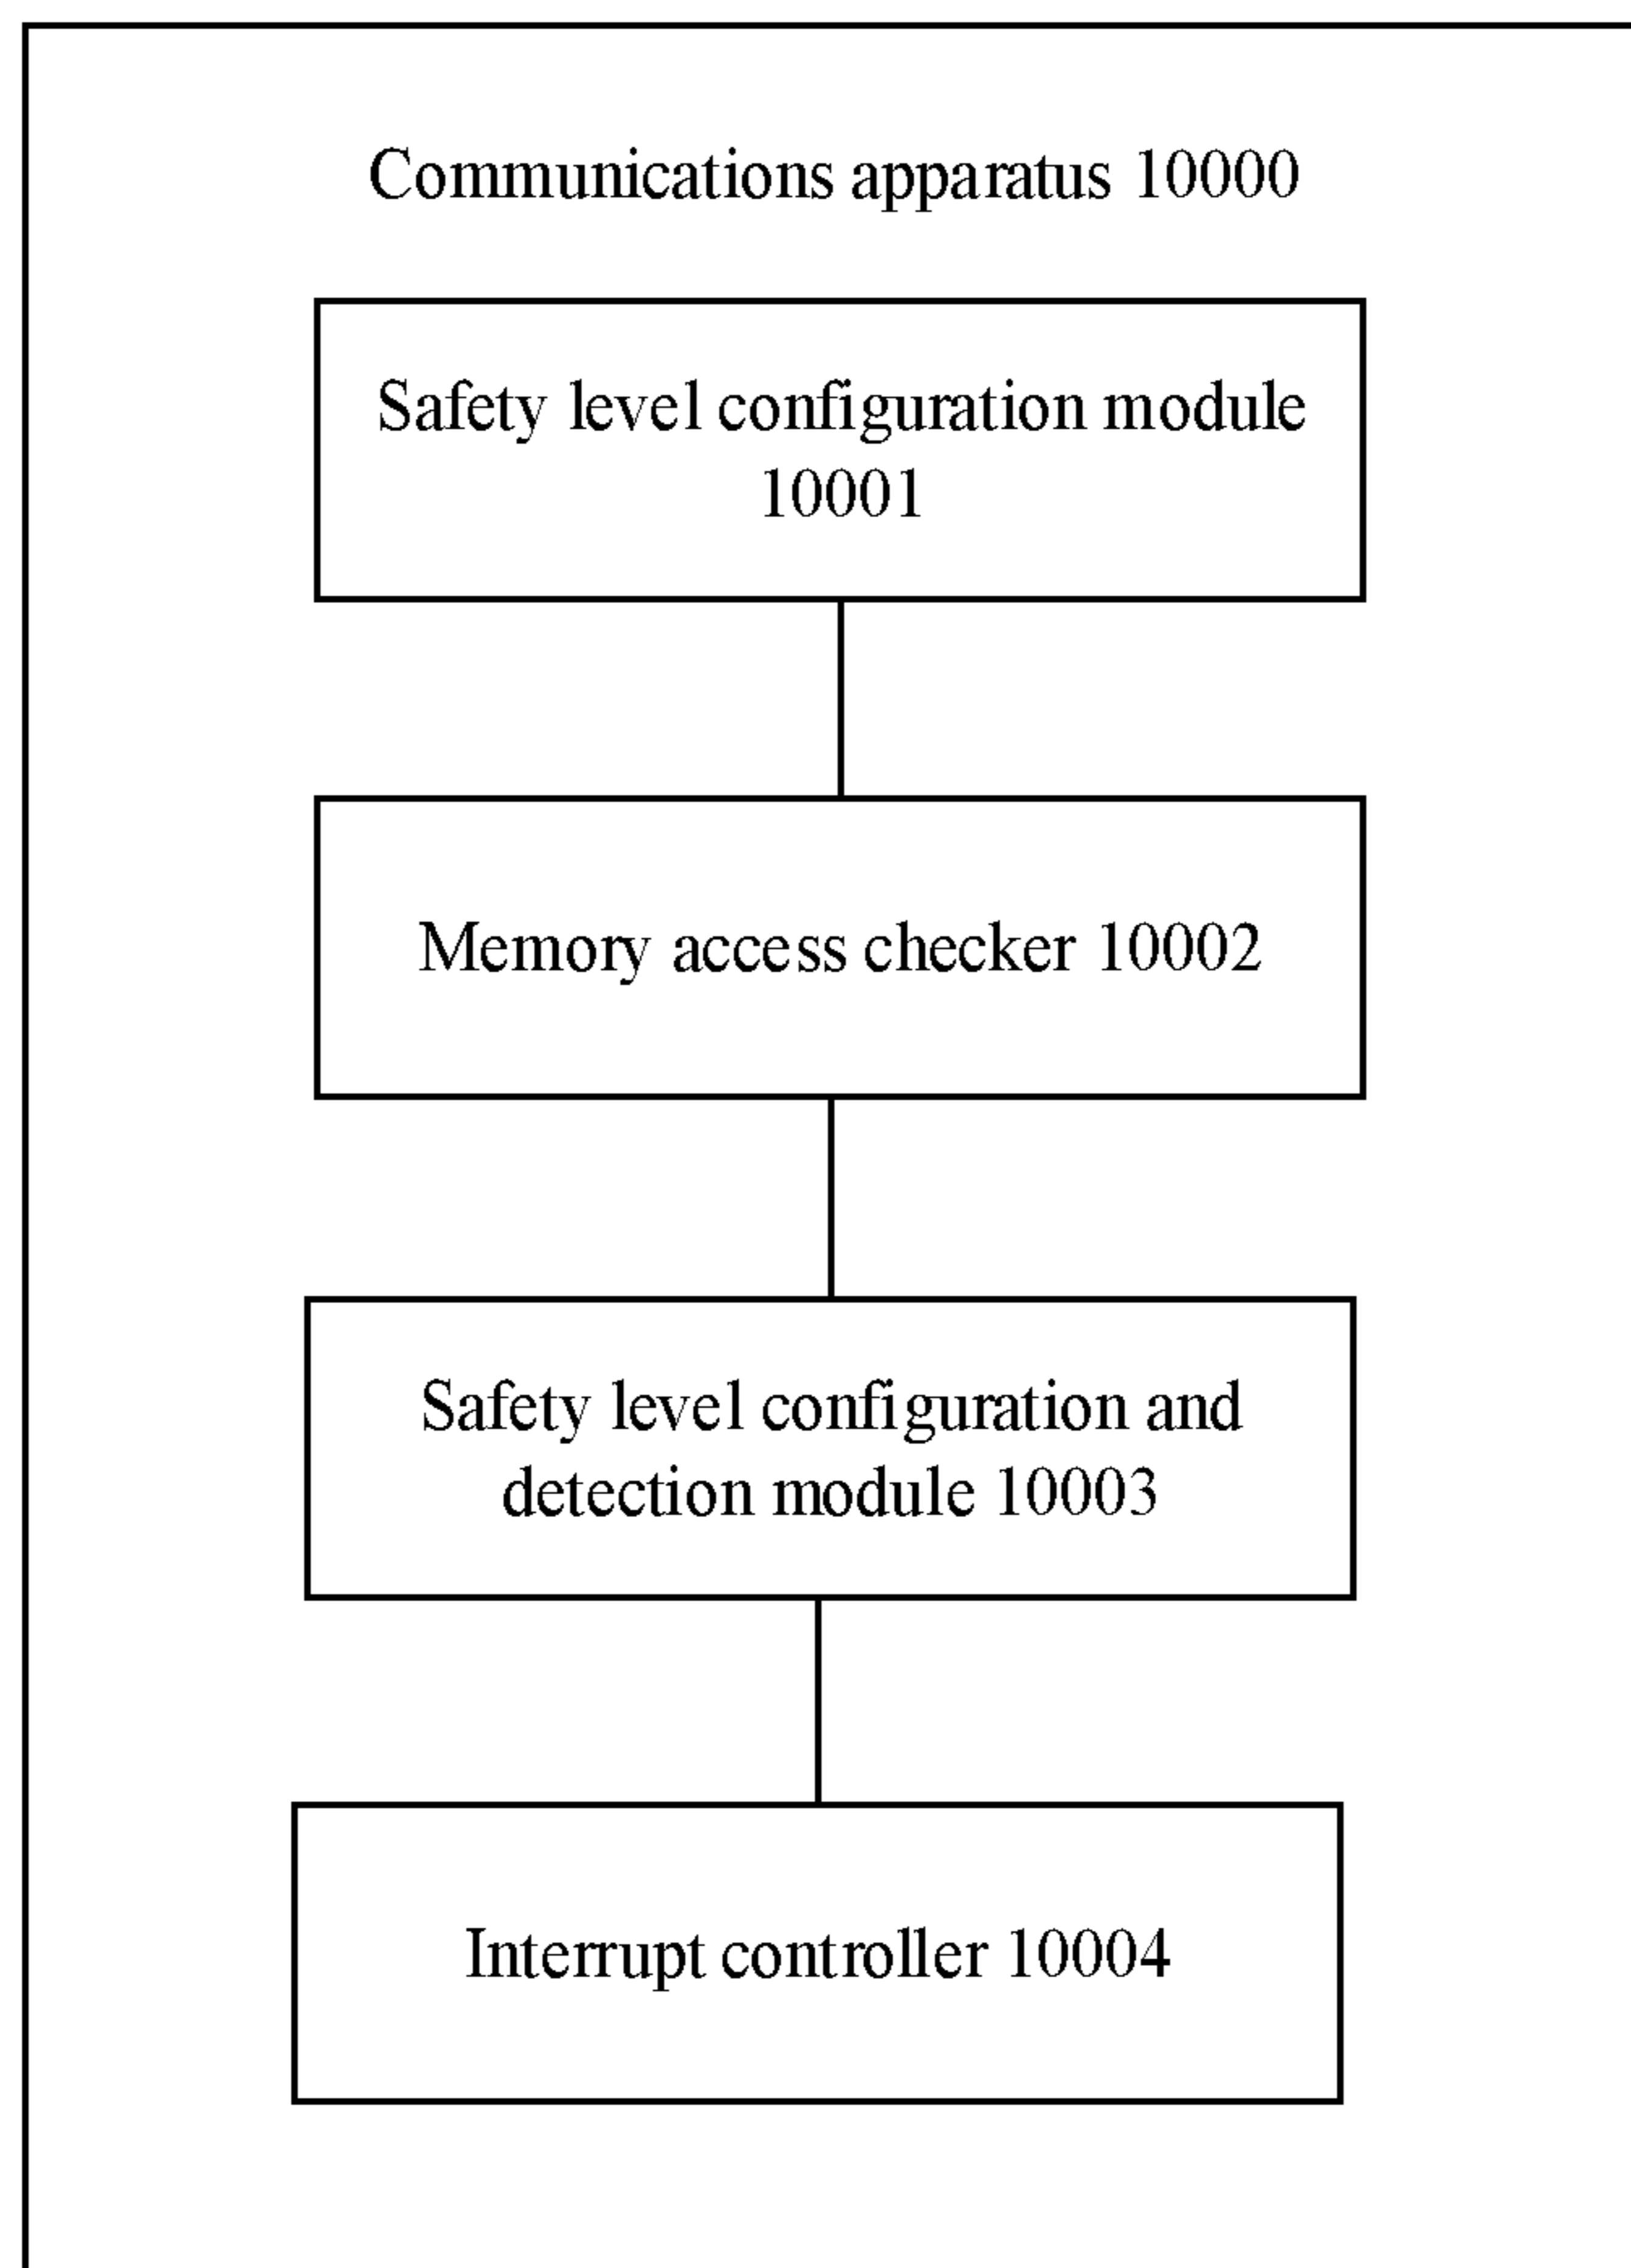 Communications apparatus 10000
Safety level configuration module
10001
Memory access checker 10002
Safety level configuration and
detection module 10003
Interrupt controller 10004